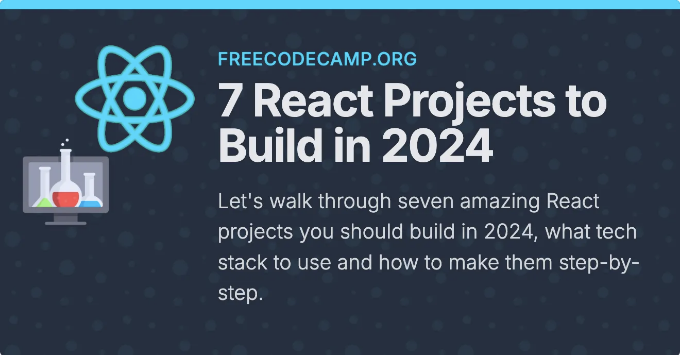 FREECODECAMP.ORG
7 React Projects to
Build in 2024
Let's walk through seven amazing React
projects you should build in 2024, what tech
stack to use and how to make them step-by-
step.